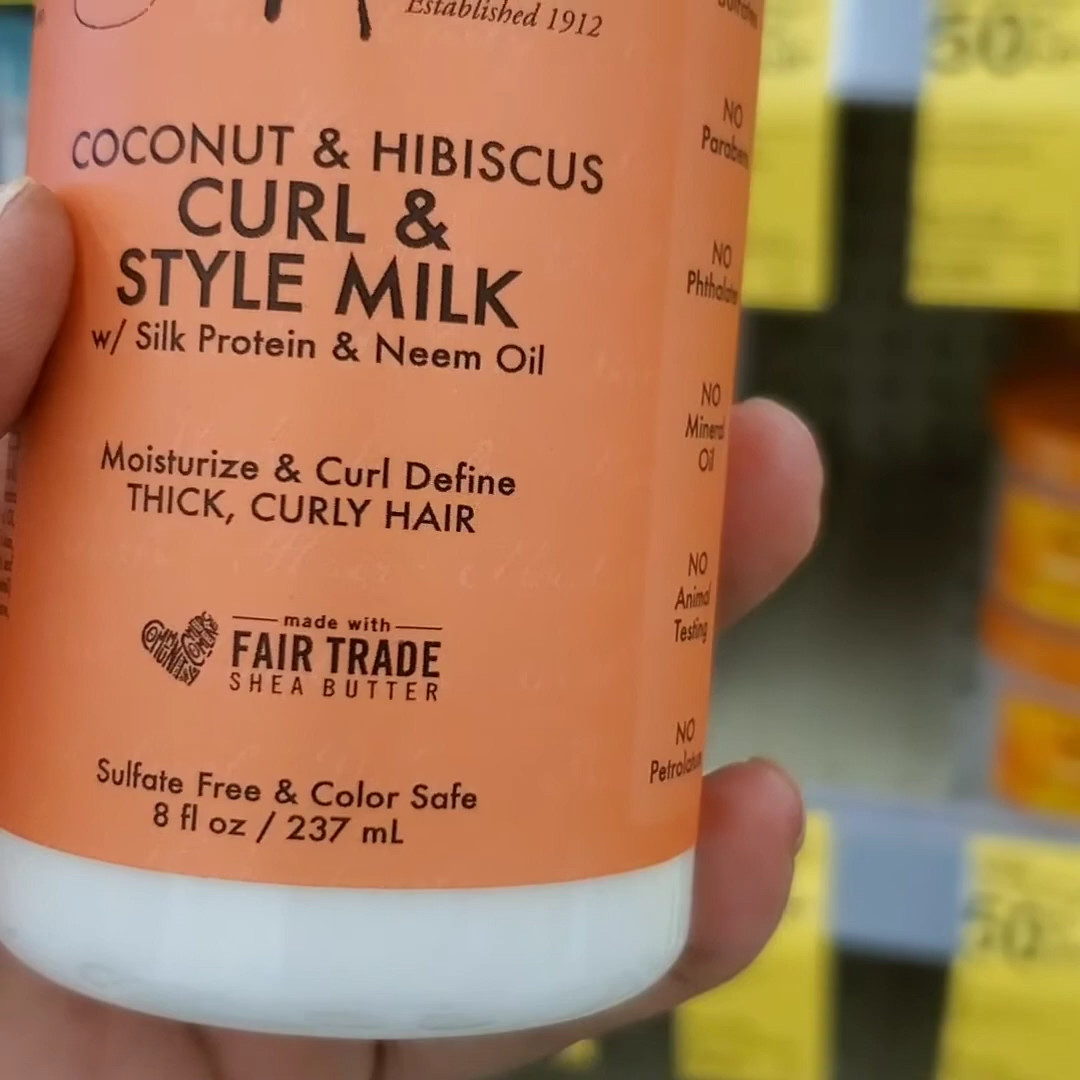 Established 1912
COCONUT & HIBISCUS
CURL &
STYLE MILK
w/ Silk Protein & Neem Oil
Moisturize & Curl Define
THICK, CURLY HAIR
made with
FAIR TRADE
SHEA BUTTER
Sulfate Free & Color Safe
8 fl oz / 237 mL
NO
Parabens
NO
Phthalates
NO
Mineral
Oil
NO
Animal
Testing
NO
Petrolatum
50
50